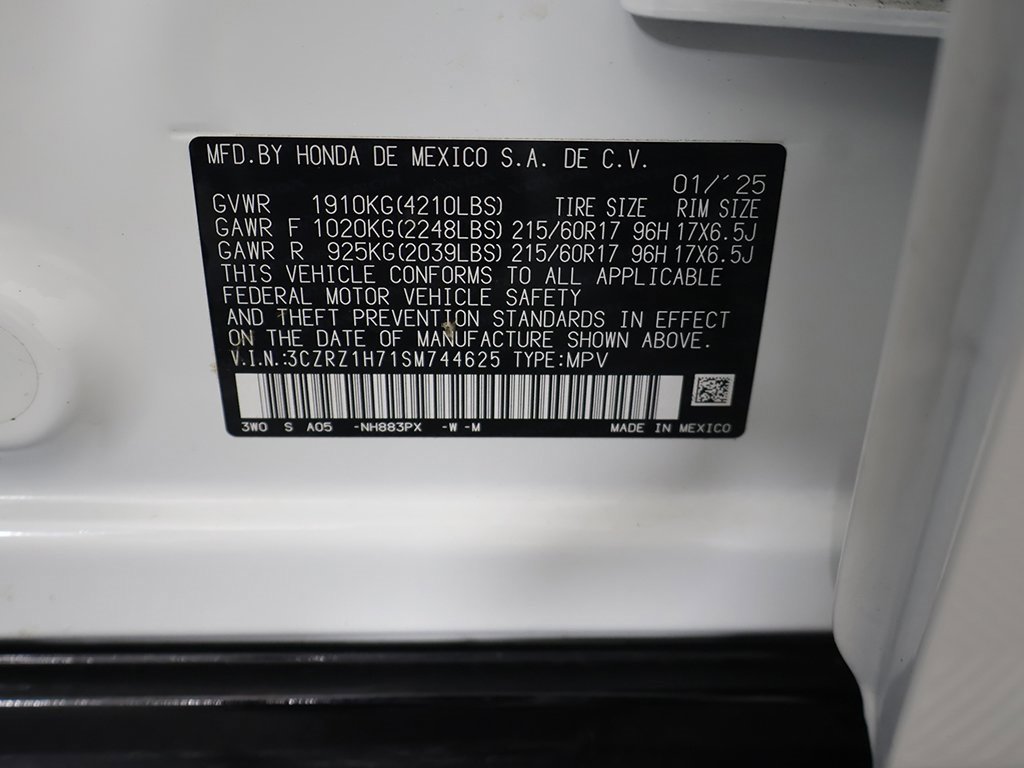 MFD.BY HONDA DE MEXICO S.A. DE C.V.
01/'25
GVWR 1910KG(4210LBS) TIRE SIZE RIM SIZE
GAWR F 1020KG(2248LBS) 215/60R17 96H 17X6.5J
GAWR R 925KG(2039LBS) 215/60R17 96H 17X6.5J
THIS VEHICLE CONFORMS TO ALL APPLICABLE
FEDERAL MOTOR VEHICLE SAFETY
AND THEFT PREVENTION STANDARDS IN EFFECT
ON THE DATE OF MANUFACTURE SHOWN ABOVE.
V.I.N.:3CZRZ1H71SM744625 TYPE:MPV
3W0 S A05 -NH883PX -W -M MADE IN MEXICO